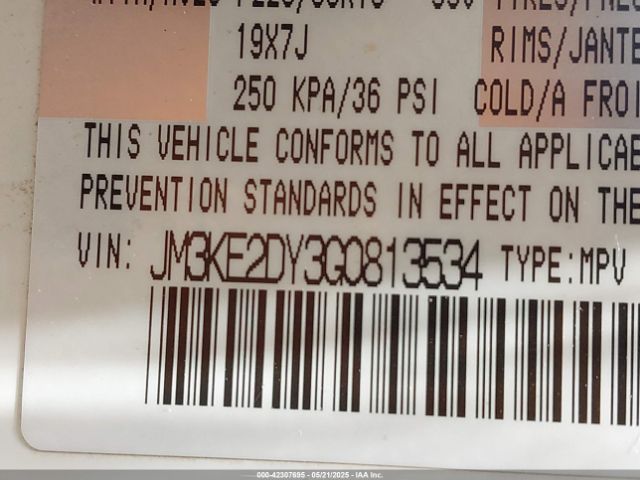 19X7J RIMS/JANTE
250 KPA/36 PSI COLD/A FROI
THIS VEHICLE CONFORMS TO ALL APPLICAB
PREVENTION STANDARDS IN EFFECT ON THE
VIN: JM3KE2DY3G0813534 TYPE:MPV
000-42307695 - 05/21/2025 - IAA Inc.